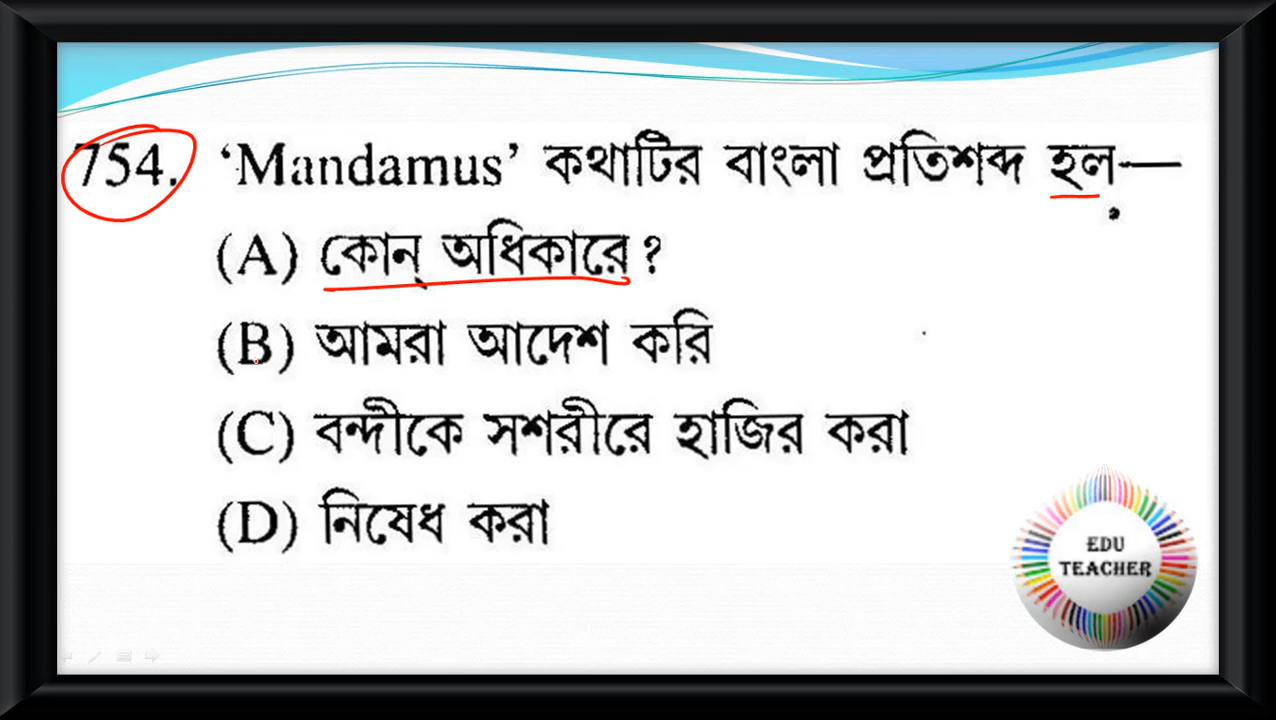 754. ‘Mandamus’ কথাটির বাংলা প্রতিশব্দ হল—
(A) কোন্ অধিকারে ?
(B) আমরা আদেশ করি
(C) বন্দীকে সশরীরে হাজির করা
(D) নিষেধ করা
EDU
TEACHER